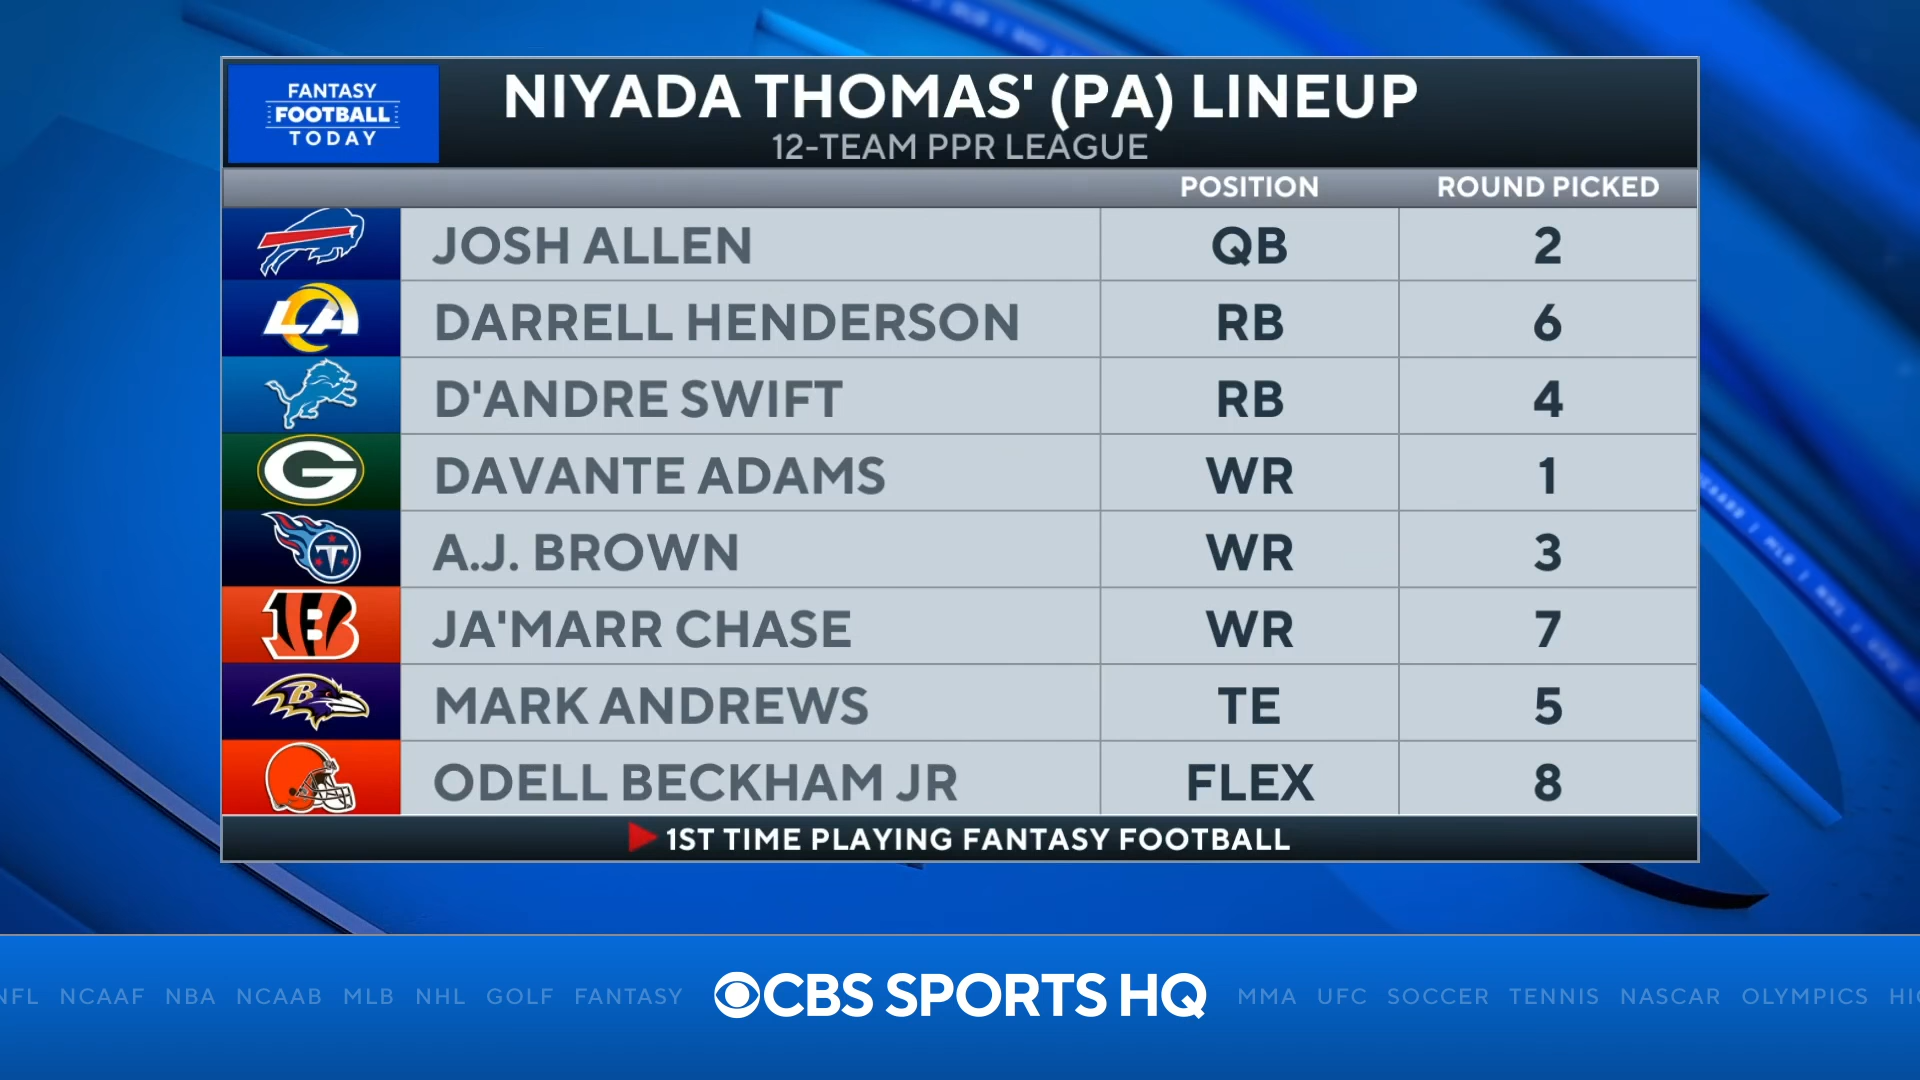 FANTASY
FOOTBALL
TODAY
NIYADA THOMAS' (PA) LINEUP
12-TEAM PPR LEAGUE
POSITION ROUND PICKED
JOSH ALLEN QB 2
DARRELL HENDERSON RB 6
D'ANDRE SWIFT RB 4
DAVANTE ADAMS WR 1
A.J. BROWN WR 3
JA'MARR CHASE WR 7
MARK ANDREWS TE 5
ODELL BECKHAM JR FLEX 8
1ST TIME PLAYING FANTASY FOOTBALL
NFL NCAAF NBA NCAAB MLB NHL GOLF FANTASY CBS SPORTS HQ MMA UFC SOCCER TENNIS NASCAR OLYMPICS